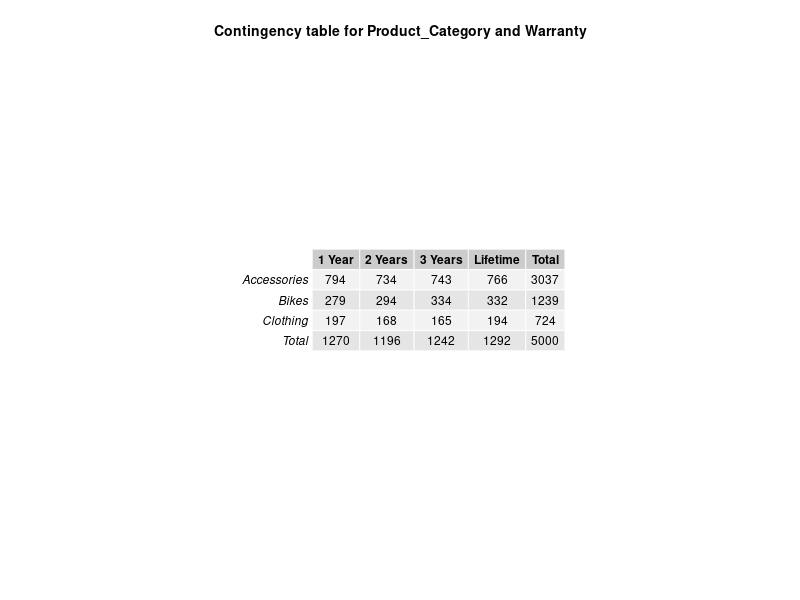 Contingency table for Product_Category and Warranty
1 Year 2 Years 3 Years Lifetime Total
Accessories 794 734 743 766 3037
Bikes 279 294 334 332 1239
Clothing 197 168 165 194 724
Total 1270 1196 1242 1292 5000